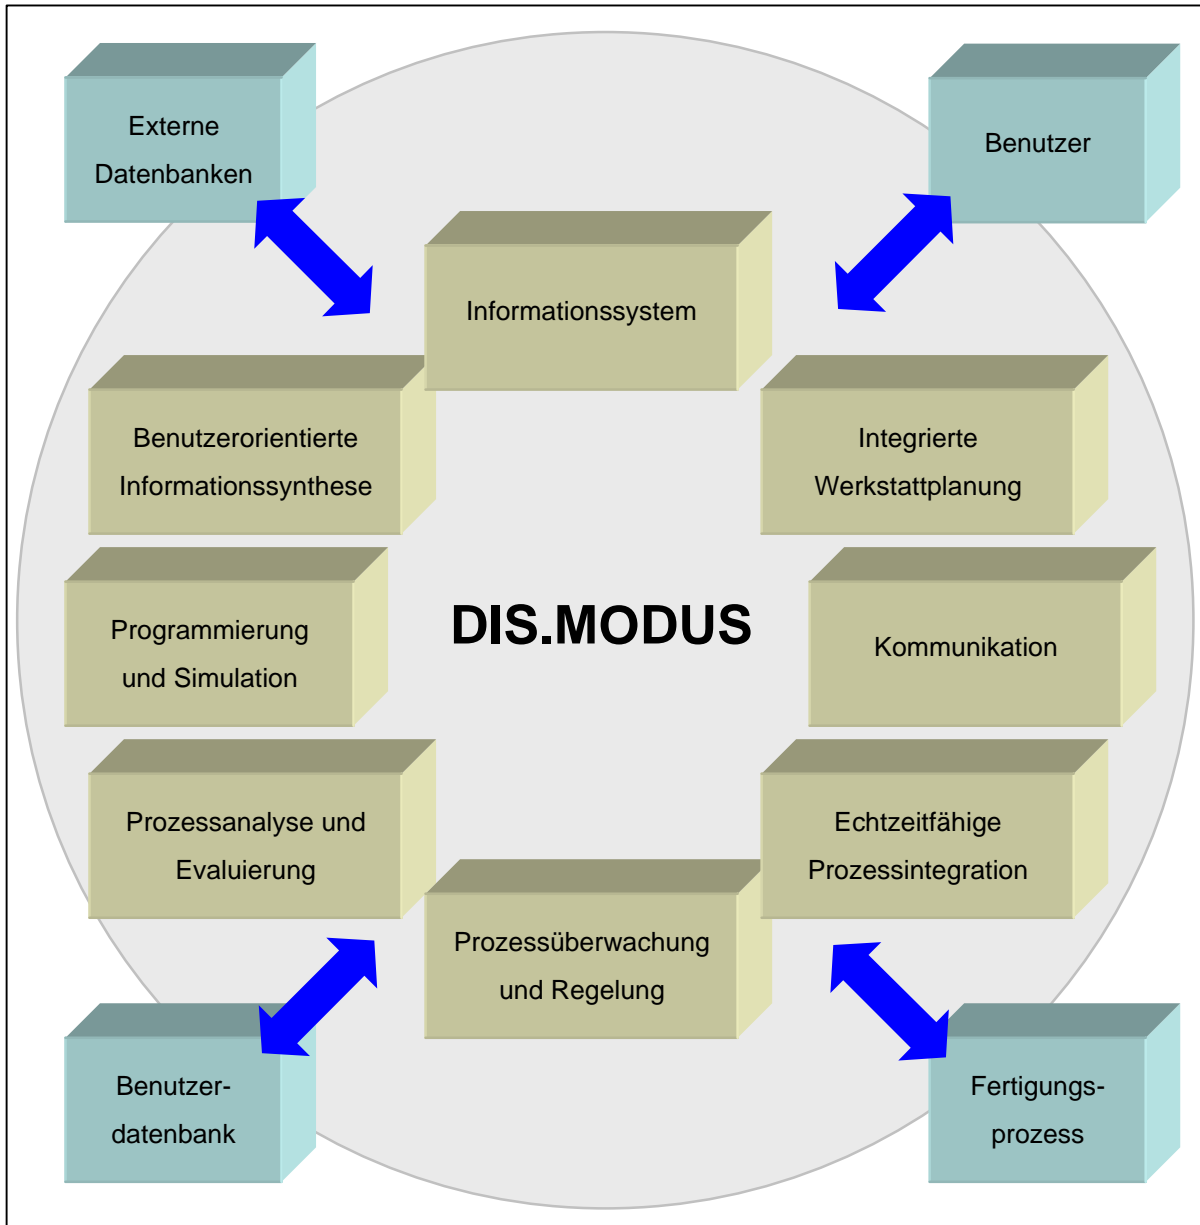 Externe
Datenbanken
Benutzer
Informationssystem
Benutzerorientierte
Informationssynthese
Integrierte
Werkstattplanung
Programmierung
und Simulation
DIS.MODUS
Kommunikation
Prozessanalyse und
Evaluierung
Echtzeitfähige
Prozessintegration
Prozessüberwachung
und Regelung
Benutzer-
datenbank
Fertigungs-
prozess